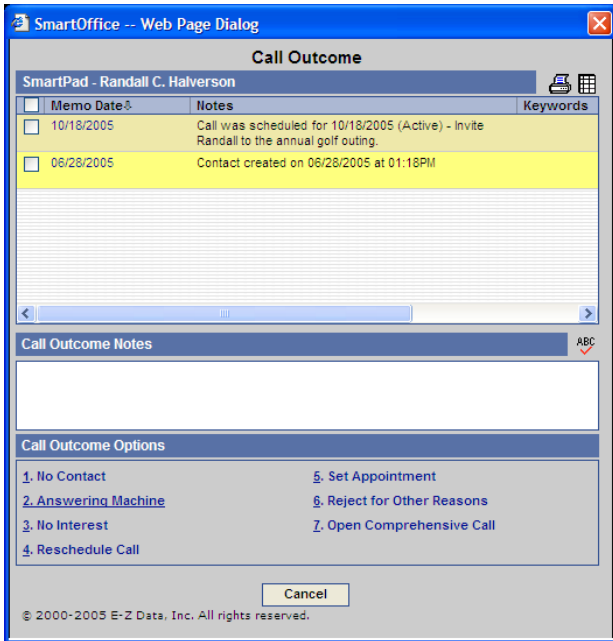 SmartOffice -- Web Page Dialog
Call Outcome
SmartPad - Randall C. Halverson
Memo Date Notes Keywords
10/18/2005 Call was scheduled for 10/18/2005 (Active) - Invite
Randall to the annual golf outing.
06/28/2005 Contact created on 06/28/2005 at 01:18PM
Call Outcome Notes ABC
Call Outcome Options
1. No Contact 5. Set Appointment
2. Answering Machine 6. Reject for Other Reasons
3. No Interest 7. Open Comprehensive Call
4. Reschedule Call
Cancel
© 2000-2005 E-Z Data, Inc. All rights reserved.